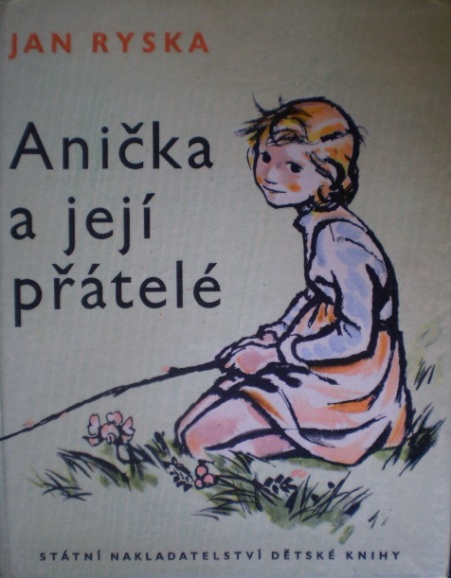 JAN RYSKA
Anička
a její
přátelé
STÁTNÍ NAKLADATELSTVÍ DĚTSKÉ KNIHY